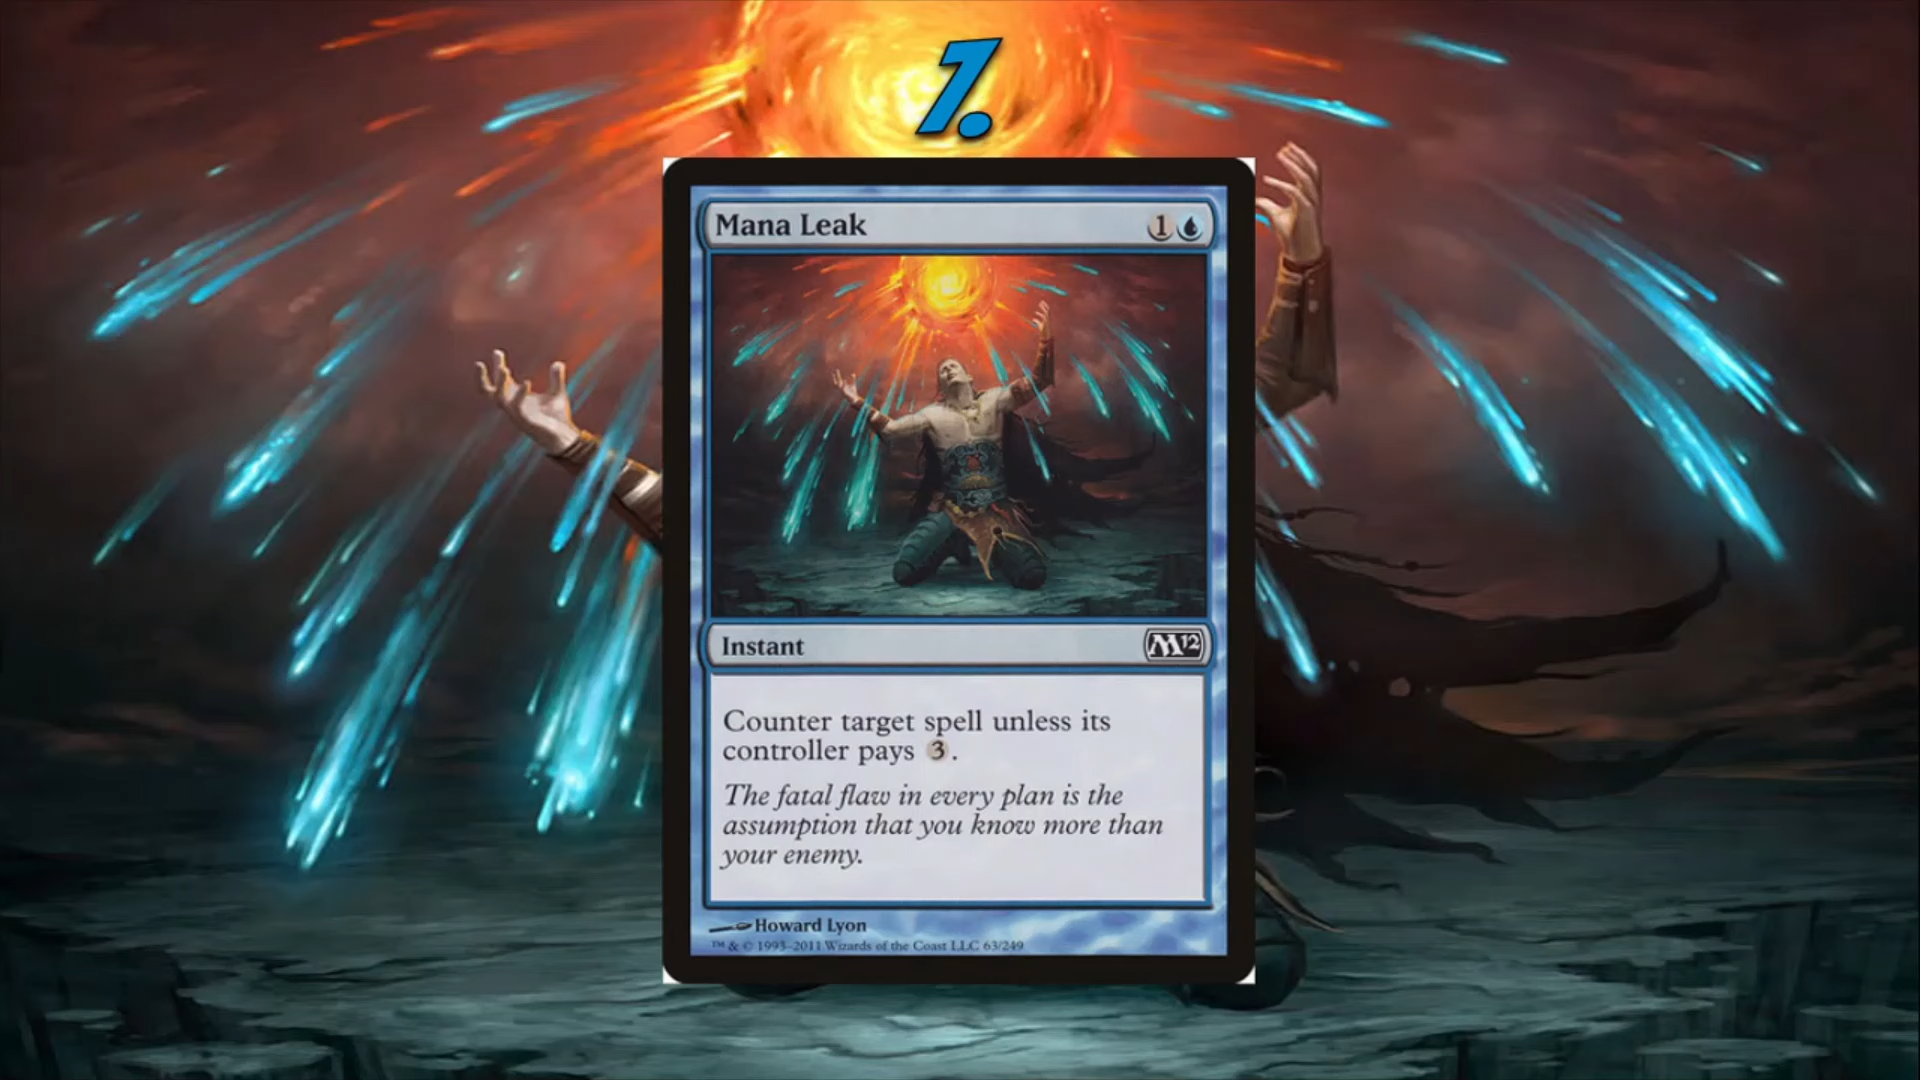 1.
Mana Leak 1
Instant M12
Counter target spell unless its
controller pays 3.
The fatal flaw in every plan is the
assumption that you know more than
your enemy.
Howard Lyon
™ & © 1993–2011 Wizards of the Coast LLC 63/249